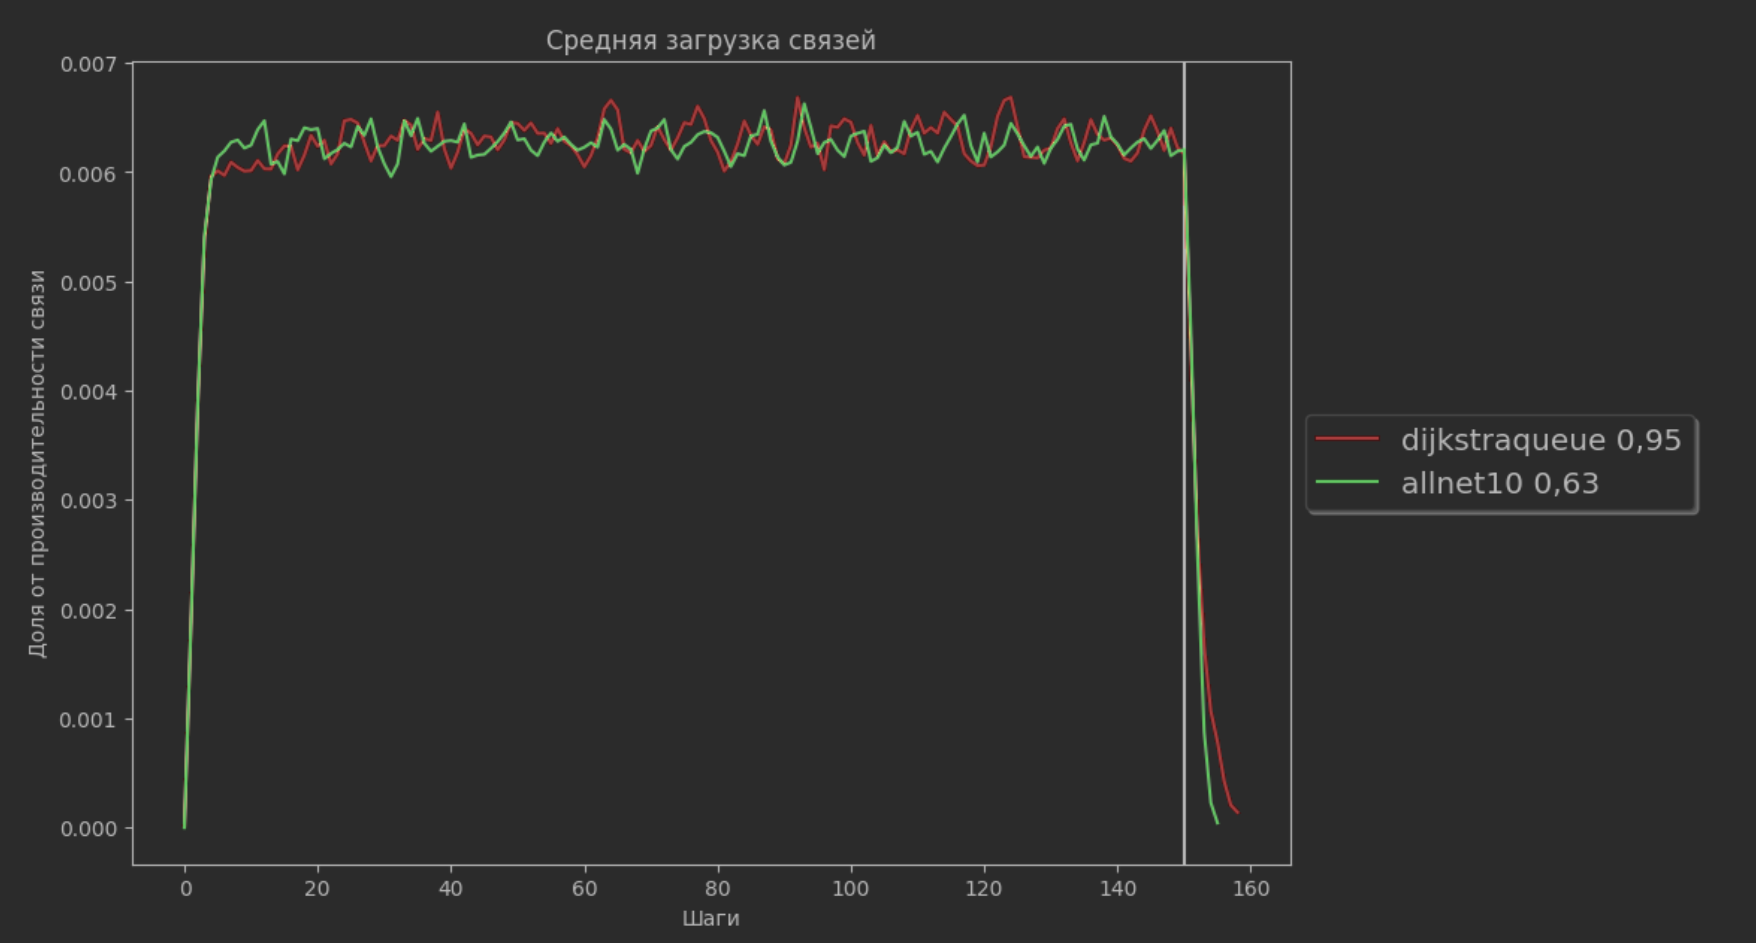 Средняя загрузка связей
0.007
0.006
0.005
0.004
0.003
0.002
0.001
0.000
Доля от производительности связи
0 20 40 60 80 100 120 140 160
Шаги
dijkstraqueue 0,95
allnet10 0,63